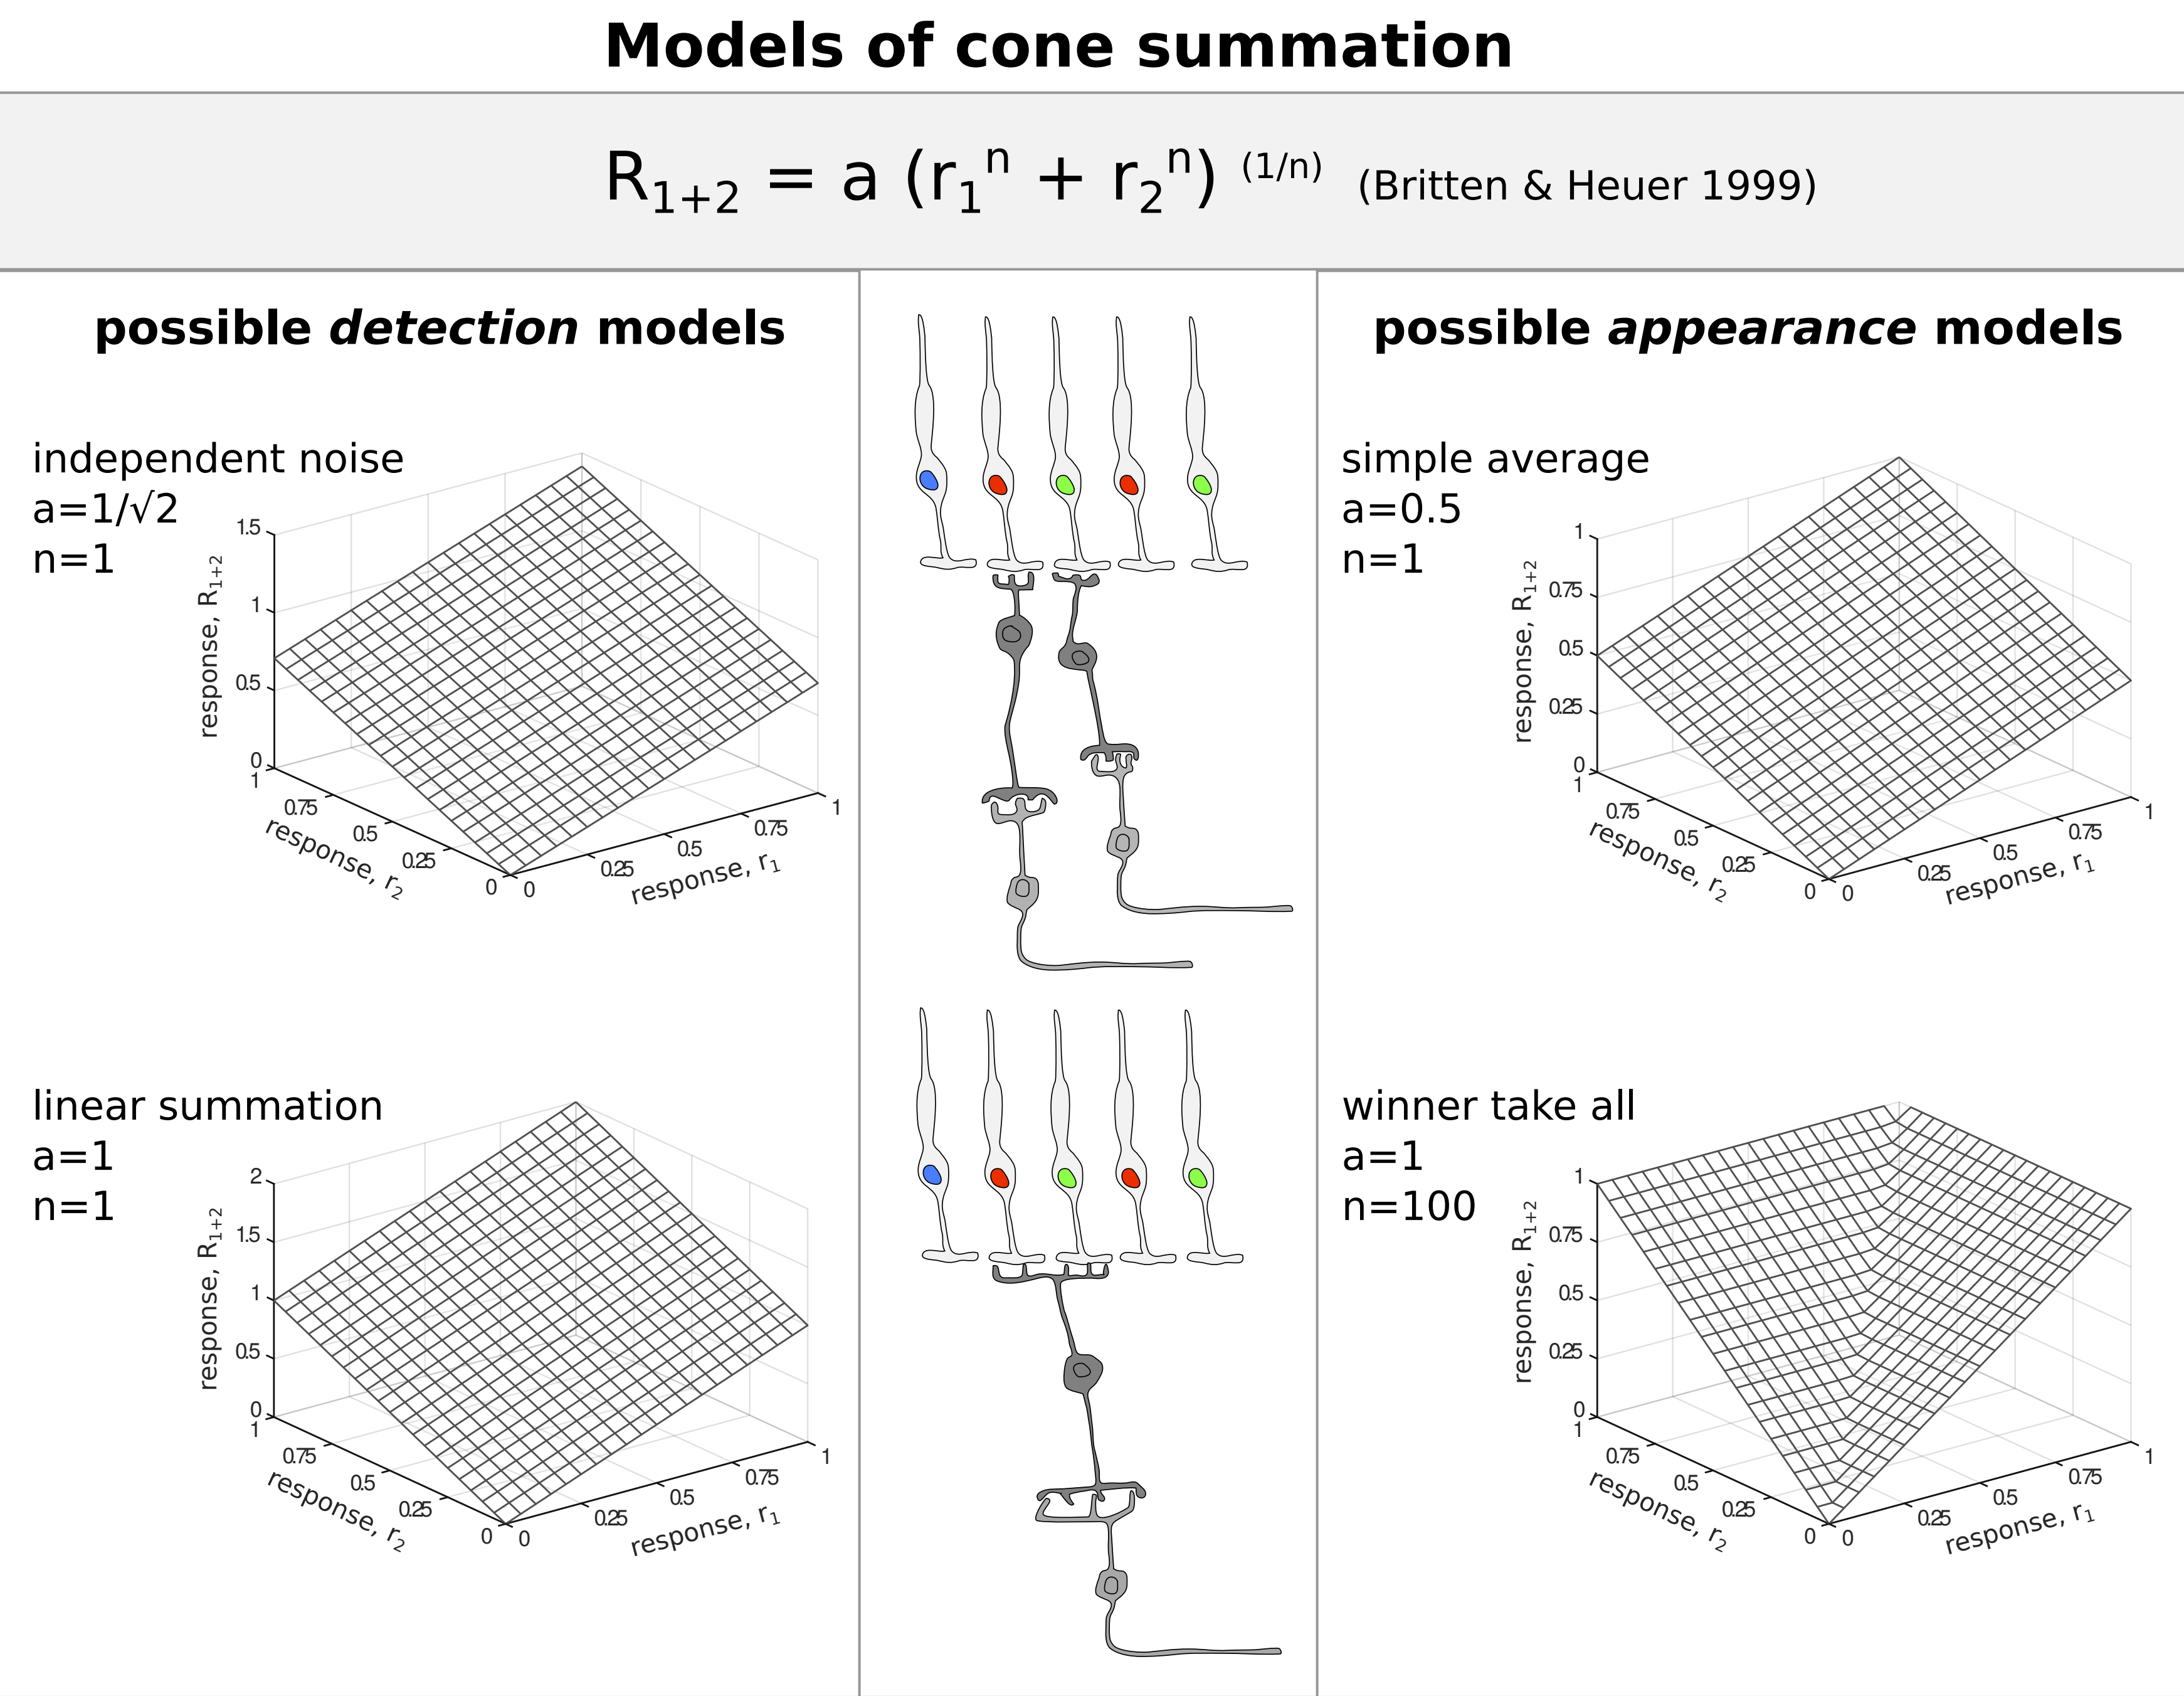 Models of cone summation
R₁₊₂ = a (r₁ⁿ + r₂ⁿ) ⁽¹/ⁿ⁾ (Britten & Heuer 1999)
possible detection models
independent noise
a=1/√2
n=1
response, R₁₊₂
1.5
1
0.5
0
1
0.75
0.5
0.25
0
response, r₂
0
0.25
0.5
0.75
1
response, r₁
linear summation
a=1
n=1
response, R₁₊₂
2
1.5
1
0.5
0
1
0.75
0.5
0.25
0
response, r₂
0
0.25
0.5
0.75
1
response, r₁
possible appearance models
simple average
a=0.5
n=1
response, R₁₊₂
1
0.75
0.5
0.25
0
1
0.75
0.5
0.25
0
response, r₂
0
0.25
0.5
0.75
1
response, r₁
winner take all
a=1
n=100
response, R₁₊₂
1
0.75
0.5
0.25
0
1
0.75
0.5
0.25
0
response, r₂
0
0.25
0.5
0.75
1
response, r₁